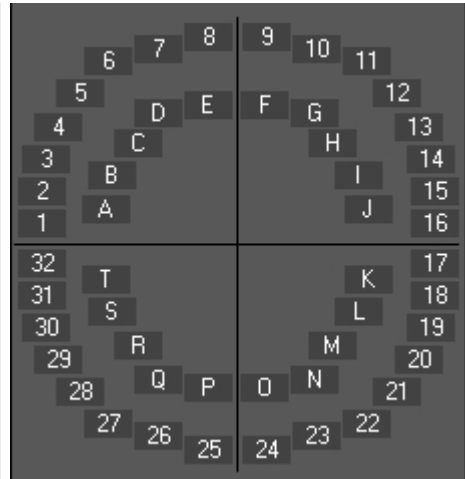 8 9
7 10
6 11
5 12
D E F G
4 13
C H
3 14
B I
2 15
A J
1 16
32 17
T K
31 18
S L
30 19
R M
29 20
Q P O N
28 21
27 22
26 23
25 24